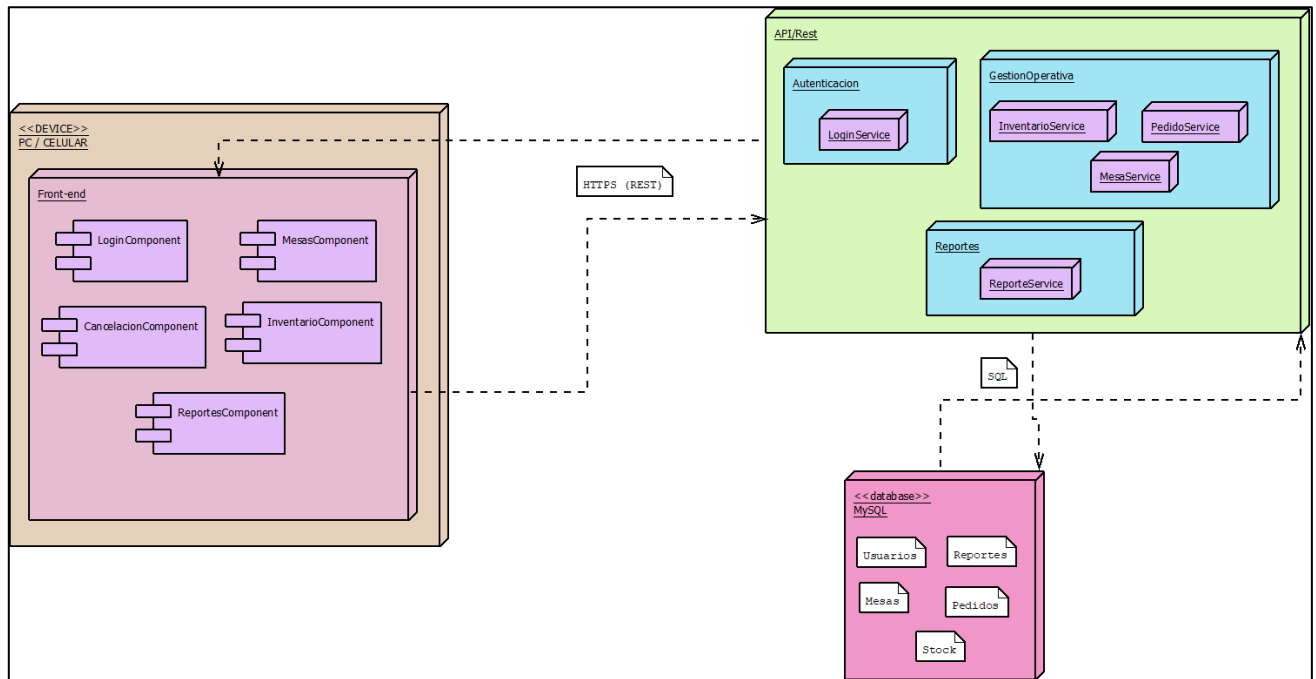 <<DEVICE>>
PC / CELULAR
Front-end
LoginComponent
MesasComponent
CancelacionComponent
InventarioComponent
ReportesComponent
HTTPS (REST)
API/Rest
Autenticacion
LoginService
GestionOperativa
InventarioService
PedidoService
MesaService
Reportes
ReporteService
SQL
<<database>>
MySQL
Usuarios
Reportes
Mesas
Pedidos
Stock